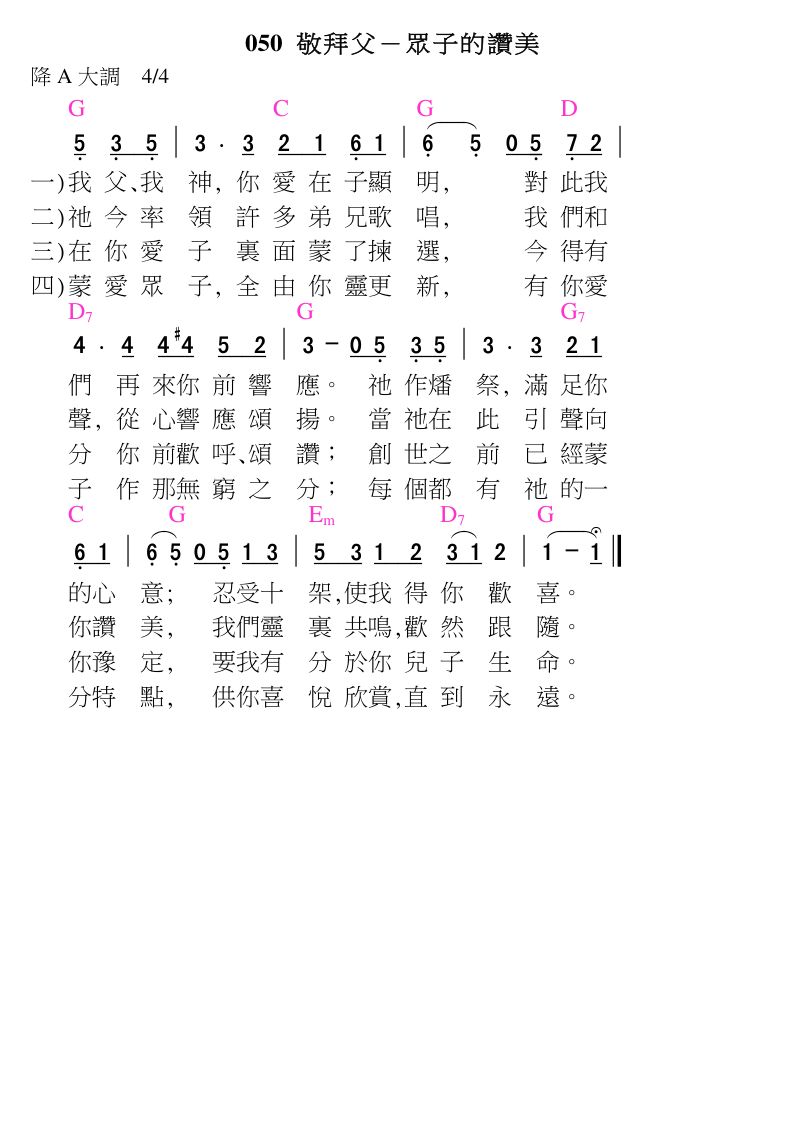 050 敬拜父－眾子的讚美
降 A 大調 4/4
G C G D
5 3 5 | 3 · 3 2 1 6 1 | 6 5 0 5 7 2 |
一)我 父、我 神, 你 愛 在 子顯 明, 對 此我
二)祂 今 率 領 許 多 弟 兄歌 唱, 我 們和
三)在 你 愛 子 裏 面 蒙 了揀 選, 今 得有
四)蒙 愛 眾 子, 全 由 你 靈更 新, 有 你愛
D7 G G7
4 · 4 4 #4 5 2 | 3 － 0 5 3 5 | 3 · 3 2 1
們 再 來你 前 響 應。 祂 作燔 祭, 滿 足你
聲, 從 心響 應 頌 揚。 當 祂在 此 引 聲向
分 你 前歡 呼、頌 讚； 創 世之 前 已 經蒙
子 作 那無 窮 之 分； 每 個都 有 祂 的一
C G Em D7 G
6 1 | 6 5 0 5 1 3 | 5 3 1 2 3 1 2 | 1 － 1 ‖
的心 意； 忍受十 架,使我 得 你 歡 喜。
你讚 美, 我們靈 裏 共鳴,歡 然 跟 隨。
你豫 定, 要我有 分 於你 兒 子 生 命。
分特 點, 供你喜 悅 欣賞,直 到 永 遠。